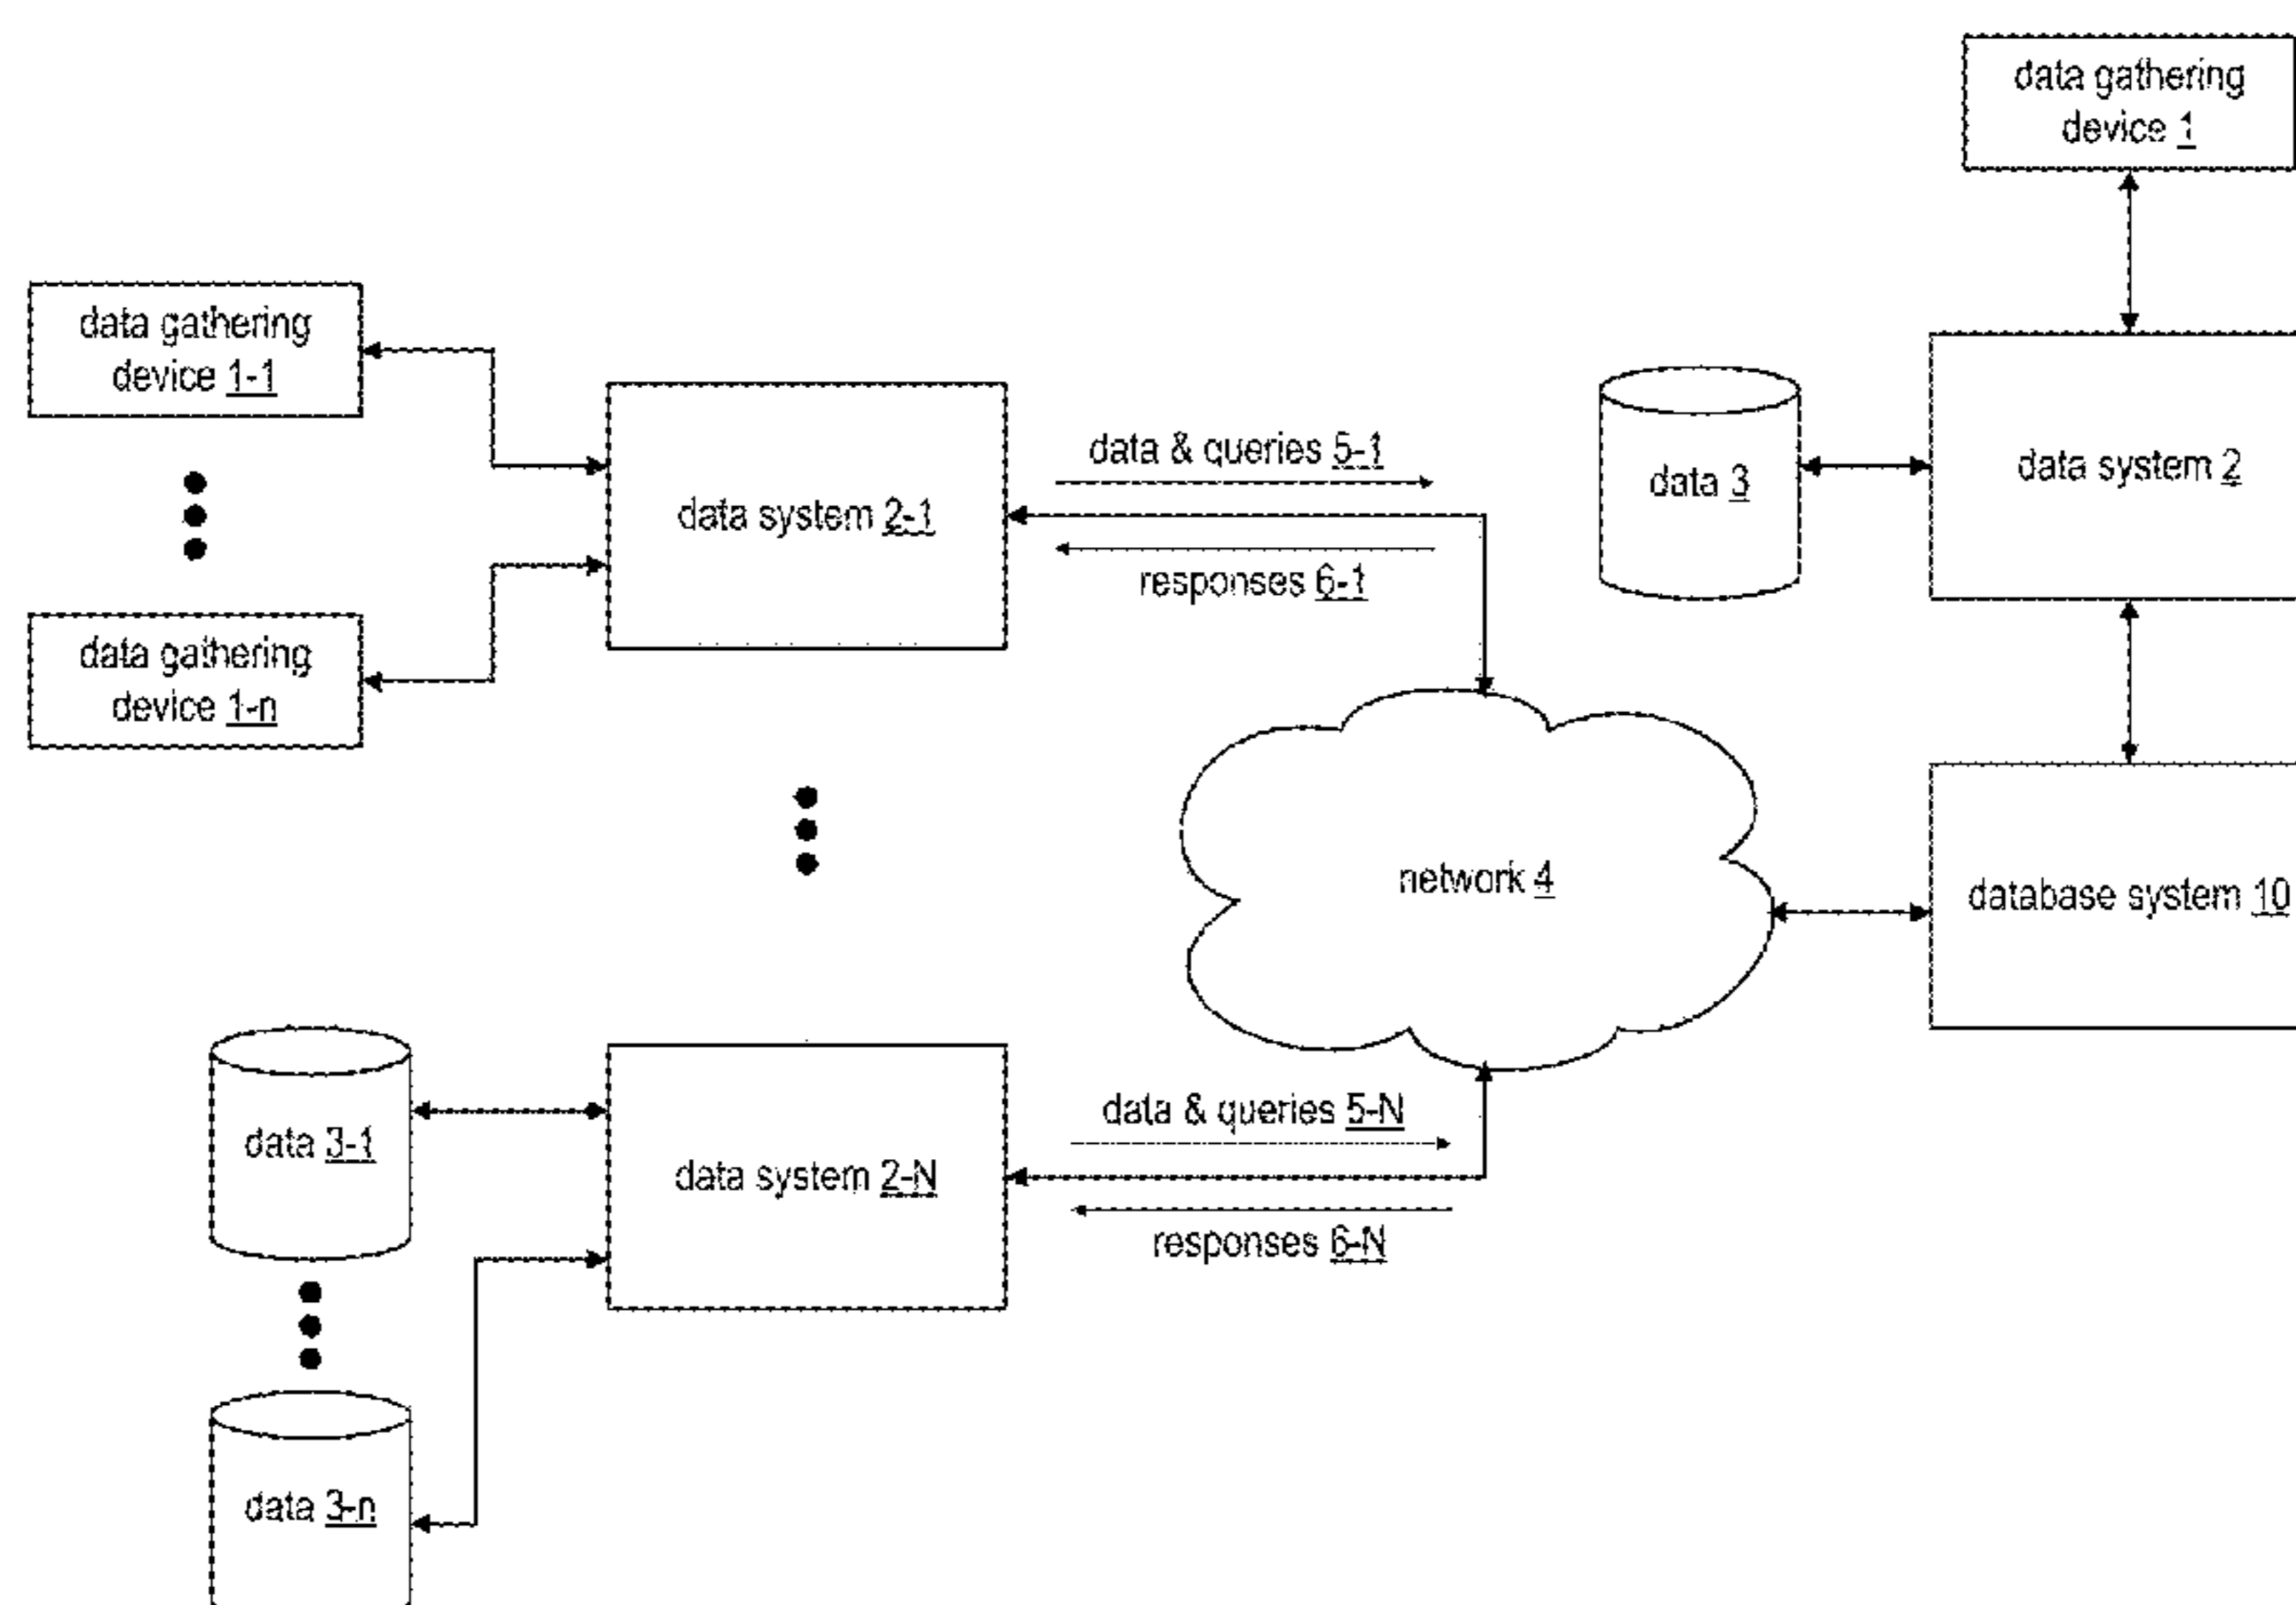 data gathering
device 1
data gathering
device 1-1
data & queries 5-1
data system 2
data 3
data system 2-1
responses 6-1
data gathering
device 1-n
network 4
database system 10
data & queries 5-N
data 3-1
data system 2-N
responses 6-N
data 3-n